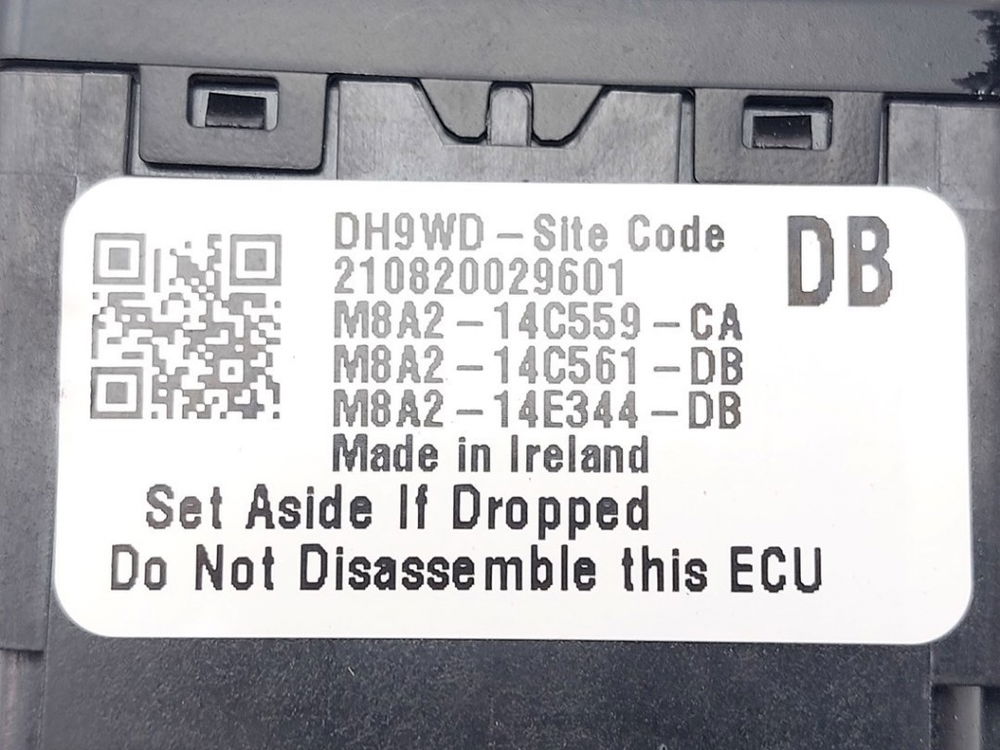 DH9WD – Site Code
DB
210820029601
M8A2 – 14C559 – CA
M8A2 – 14C561 – DB
M8A2 – 14E344 – DB
Made in Ireland
Set Aside If Dropped
Do Not Disassemble this ECU